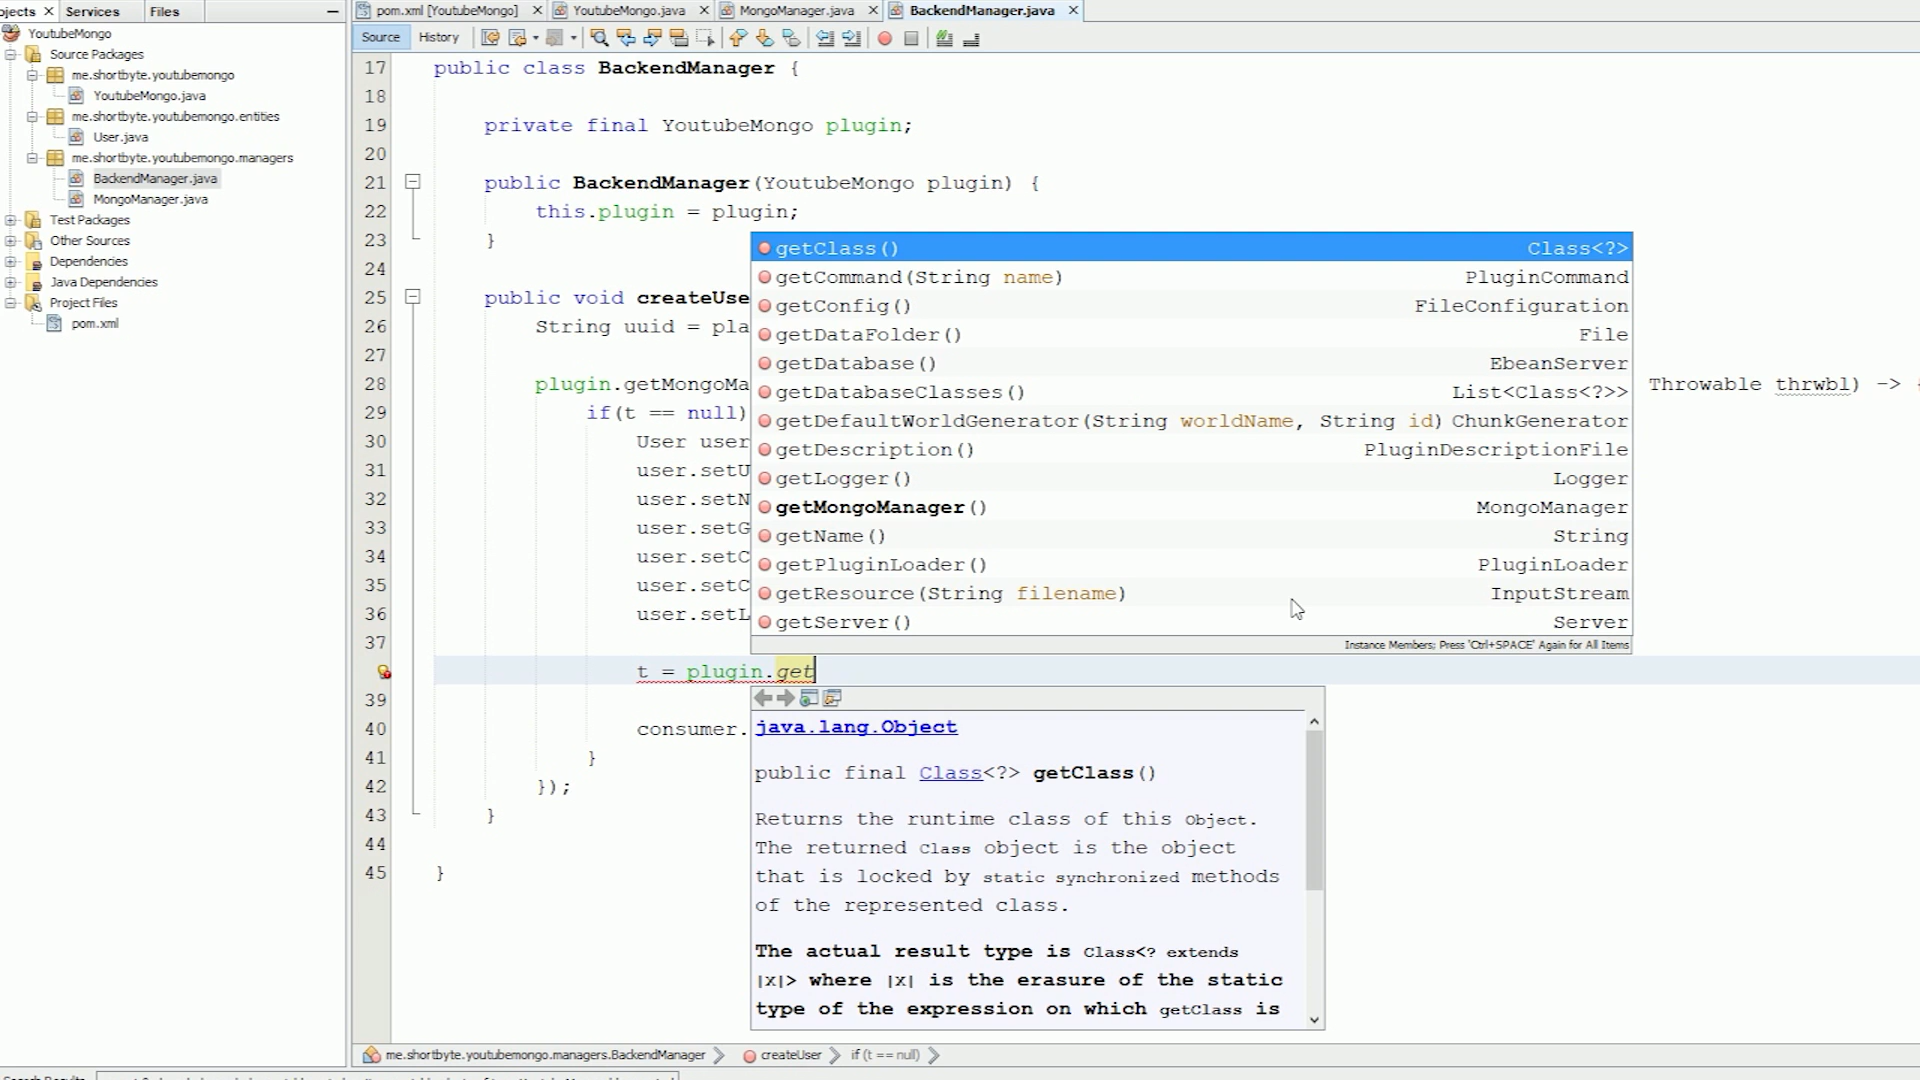 ojects × Services Files
YoutubeMongo
Source Packages
me.shortbyte.youtubemongo
YoutubeMongo.java
me.shortbyte.youtubemongo.entities
User.java
me.shortbyte.youtubemongo.managers
BackendManager.java
MongoManager.java
Test Packages
Other Sources
Dependencies
Java Dependencies
Project Files
pom.xml
pom.xml [YoutubeMongo] × YoutubeMongo.java × MongoManager.java × BackendManager.java ×
Source History
17 public class BackendManager {
18
19 private final YoutubeMongo plugin;
20
21 public BackendManager(YoutubeMongo plugin) {
22 this.plugin = plugin;
23 }
24
25 public void createUse
26 String uuid = pla
27
28 plugin.getMongoMa Throwable thrwbl) -> {
29 if(t == null)
30 User user
31 user.setU
32 user.setN
33 user.setG
34 user.setC
35 user.setC
36 user.setL
37
t = plugin.get
39
40 consumer.
41 }
42 });
43 }
44
45 }
getClass() Class<?>
getCommand(String name) PluginCommand
getConfig() FileConfiguration
getDataFolder() File
getDatabase() EbeanServer
getDatabaseClasses() List<Class<?>>
getDefaultWorldGenerator(String worldName, String id) ChunkGenerator
getDescription() PluginDescriptionFile
getLogger() Logger
getMongoManager() MongoManager
getName() String
getPluginLoader() PluginLoader
getResource(String filename) InputStream
getServer() Server
Instance Members; Press 'Ctrl+SPACE' Again for All Items
java.lang.Object
public final Class<?> getClass()
Returns the runtime class of this Object.
The returned Class object is the object
that is locked by static synchronized methods
of the represented class.
The actual result type is Class<? extends
|X|> where |X| is the erasure of the static
type of the expression on which getClass is
me.shortbyte.youtubemongo.managers.BackendManager createUser if (t == null)